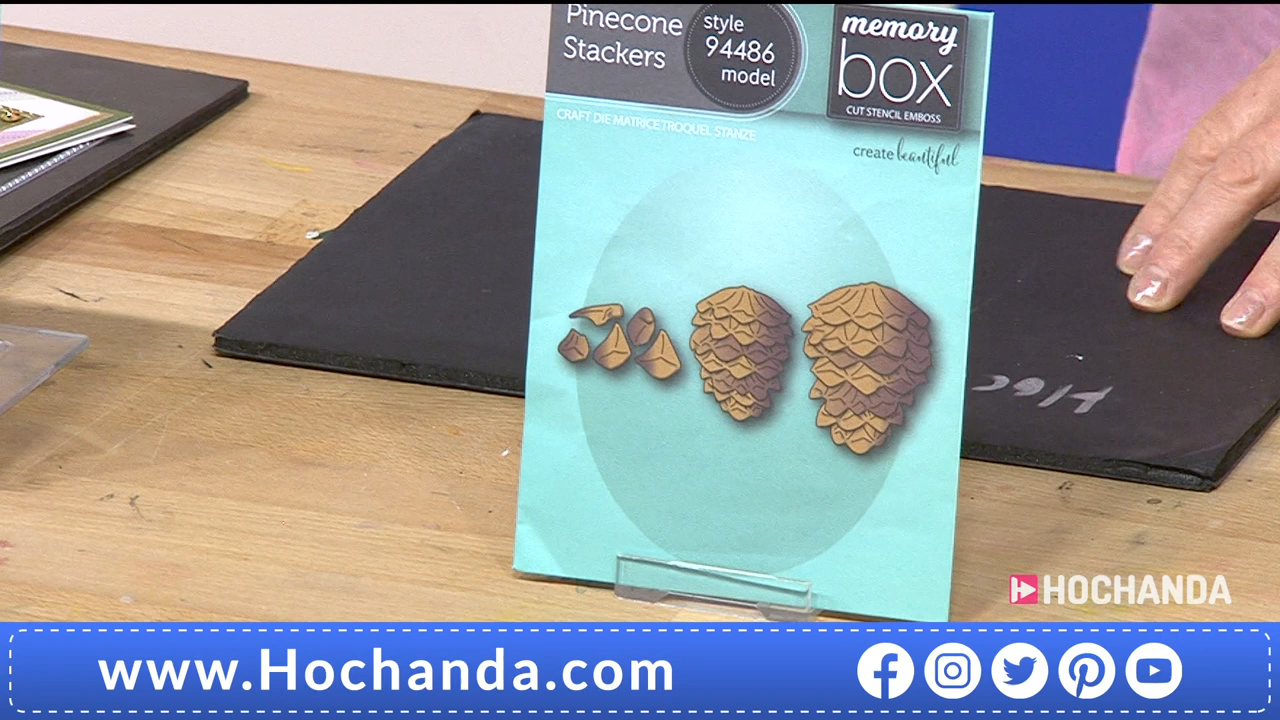 Pinecone
Stackers
style
94486
model
memory
box
CUT STENCIL EMBOSS
CRAFT DIE MATRICE TROQUEL STANZE
create beautiful
HOCHANDA
www.Hochanda.com